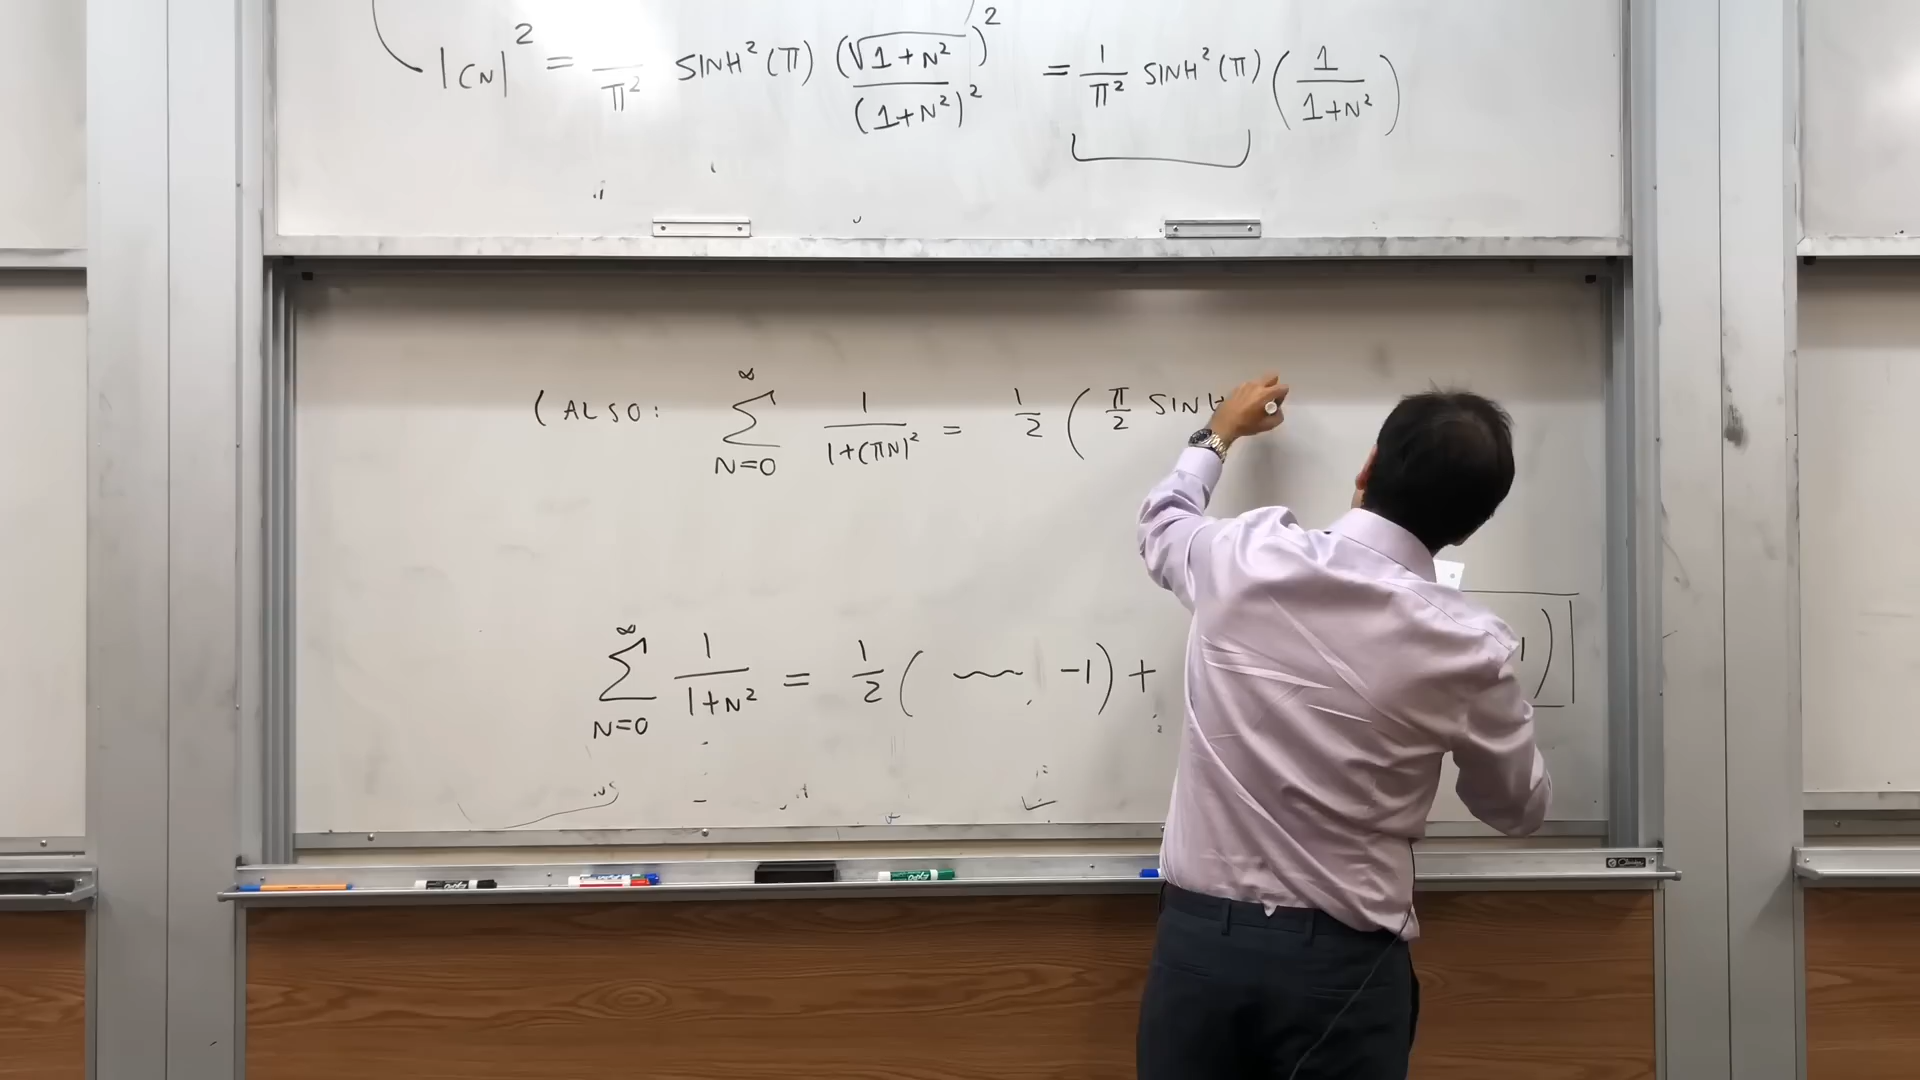 |CN|² = /π² SINH²(π) (√1+N²)²/(1+N²)² = 1/π² SINH²(π) (1/1+N²)
(ALSO: ∞ Σ N=0 1/1+(πN)² = 1/2 (π/2 SINH
∞ Σ N=0 1/1+N² = 1/2 ( ~~ -1) + 1)
EXPO